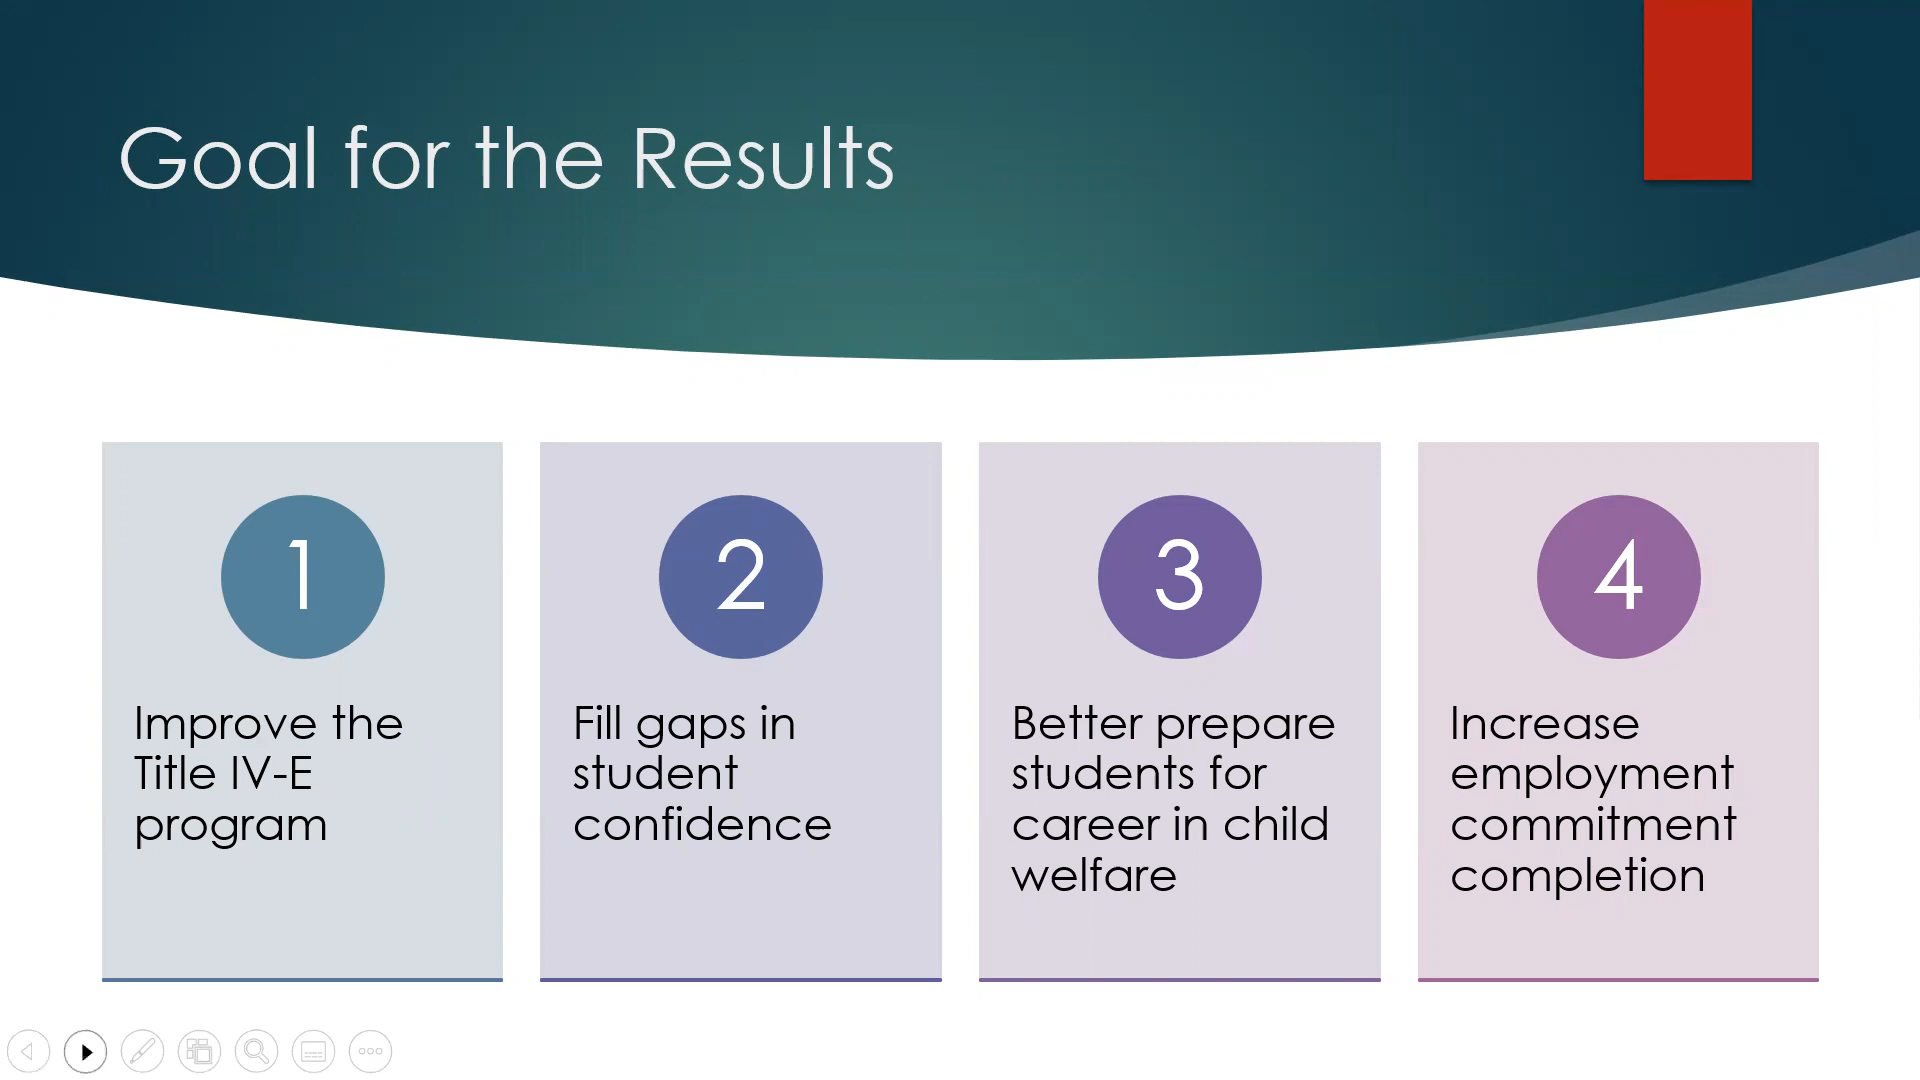 Goal for the Results
1
Improve the
Title IV-E
program
2
Fill gaps in
student
confidence
3
Better prepare
students for
career in child
welfare
4
Increase
employment
commitment
completion